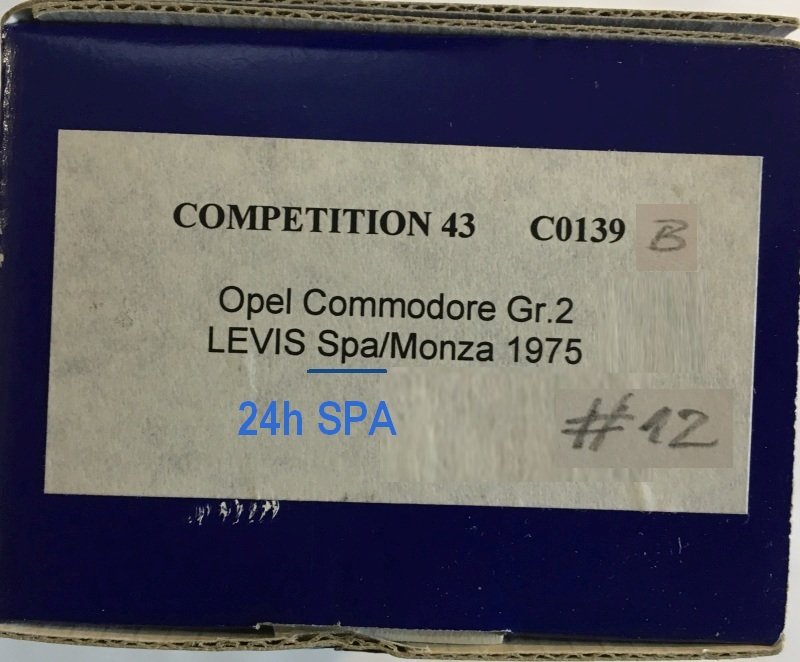 COMPETITION 43 C0139 B
Opel Commodore Gr.2
LEVIS Spa/Monza 1975
24h SPA #12